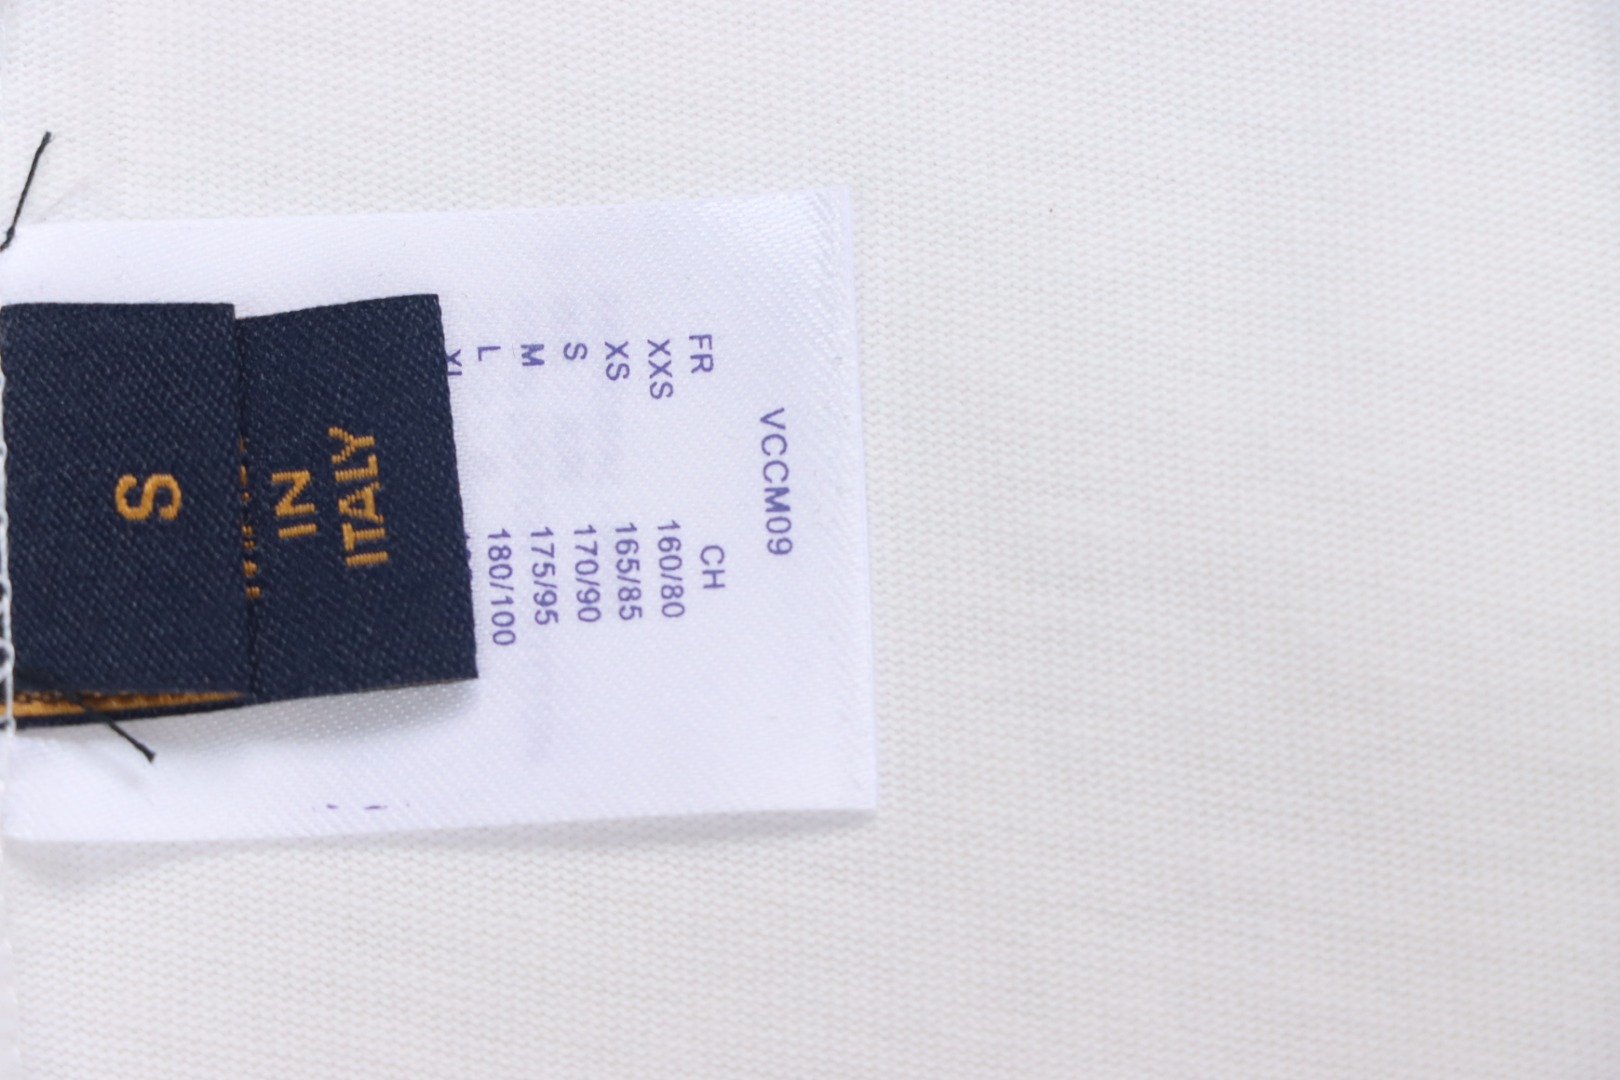 VCCM09
FR CH
XXS 160/80
XS 165/85
S 170/90
M 175/95
L 180/100
IN
ITALY
S